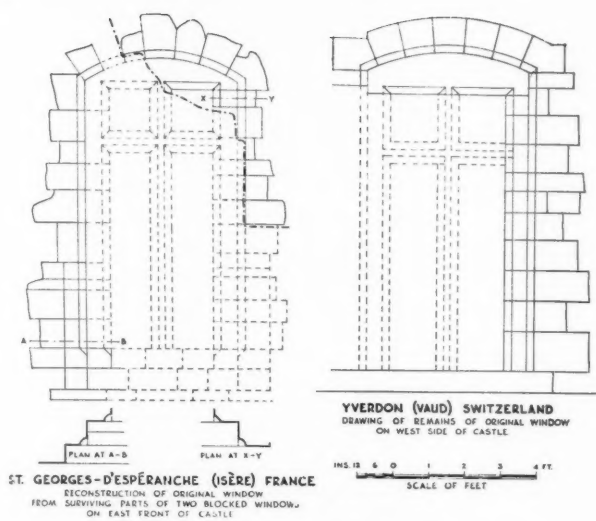 X Y
A B
PLAN AT A-B PLAN AT X-Y
ST. GEORGES-D'ESPÉRANCHE (ISÈRE) FRANCE
RECONSTRUCTION OF ORIGINAL WINDOW
FROM SURVIVING PARTS OF TWO BLOCKED WINDOWS
ON EAST FRONT OF CASTLE
YVERDON (VAUD) SWITZERLAND
DRAWING OF REMAINS OF ORIGINAL WINDOW
ON WEST SIDE OF CASTLE
INS. 12 6 0 1 2 3 4 FT.
SCALE OF FEET